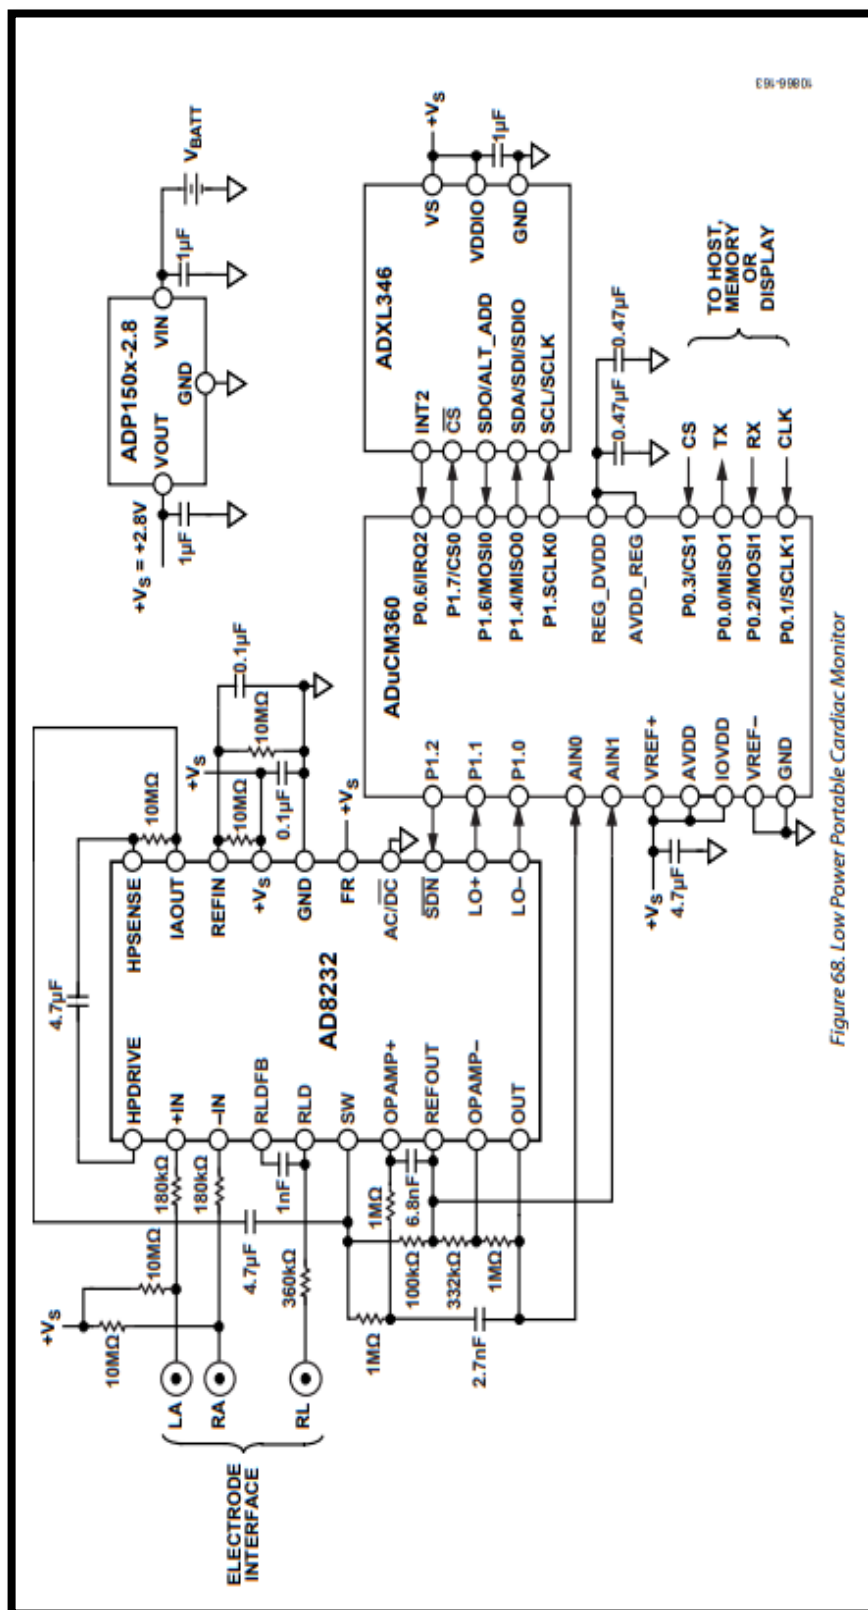 +VS = +2.8V
1µF
VOUT
ADP150x-2.8
GND
VIN
1µF
VBATT
ELECTRODE
INTERFACE
LA
RA
RL
+VS
10MΩ
10MΩ
180kΩ
180kΩ
4.7µF
360kΩ
1nF
1MΩ
1MΩ
6.8nF
100kΩ
332kΩ
1MΩ
2.7nF
4.7µF
HPDRIVE
+IN
–IN
RLDFB
RLD
SW
OPAMP+
REFOUT
OPAMP–
OUT
AD8232
HPSENSE
IAOUT
REFIN
+VS
GND
FR
AC/DC
SDN
LO+
LO–
10MΩ
10MΩ
+VS
0.1µF
10MΩ
0.1µF
+VS
+VS
4.7µF
P1.2
P1.1
P1.0
AIN0
AIN1
VREF+
AVDD
IOVDD
VREF–
GND
ADuCM360
P0.6/IRQ2
P1.7/CS0
P1.6/MOSI0
P1.4/MISO0
P1.SCLK0
REG_DVDD
AVDD_REG
P0.3/CS1
P0.0/MISO1
P0.2/MOSI1
P0.1/SCLK1
0.47µF
0.47µF
CS
TX
RX
CLK
TO HOST,
MEMORY
OR
DISPLAY
INT2
CS
SDO/ALT_ADD
SDA/SDI/SDIO
SCL/SCLK
ADXL346
VS
VDDIO
GND
+VS
1µF
10866-163
Figure 68. Low Power Portable Cardiac Monitor